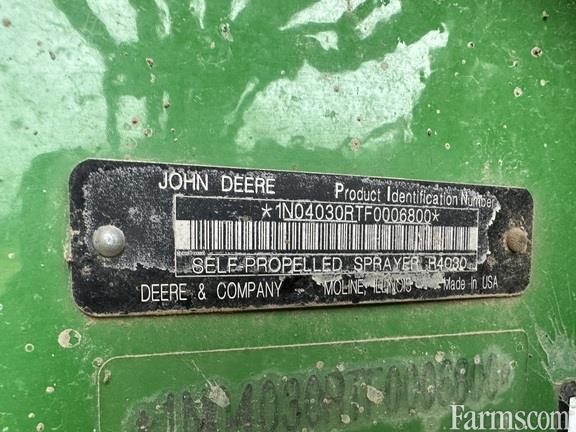 JOHN DEERE Product Identification Number
*1N04030RTF0006800*
SELF-PROPELLED SPRAYER R4030
DEERE & COMPANY MOLINE, ILLINOIS Made in USA
*1N04030RTF0006800
Farms.com